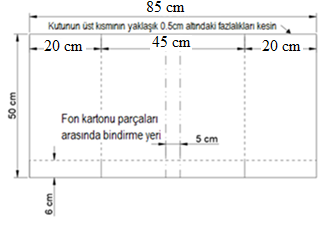 85 cm
Kutunun üst kısmının yaklaşık 0.5cm altındaki fazlalıkları kesin
20 cm 45 cm 20 cm
50 cm
Fon kartonu parçaları
arasında bindirme yeri
5 cm
6 cm